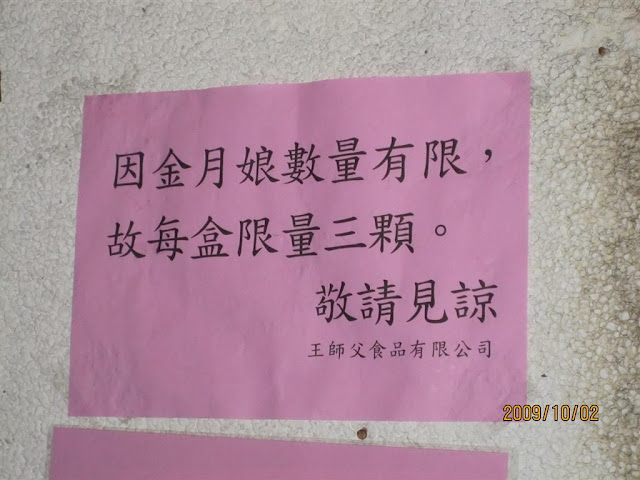 因金月娘數量有限，
故每盒限量三顆。
敬請見諒
王師父食品有限公司
2009/10/02